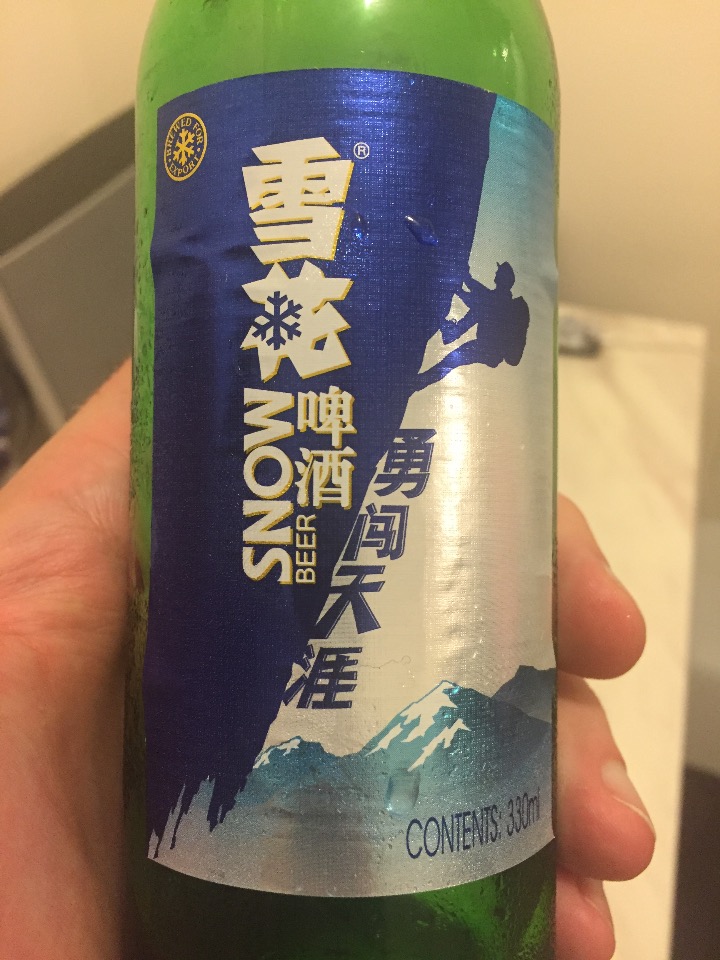 BREWED FOR EXPORT
雪花®
SNOW
啤酒
BEER
勇闯天涯
CONTENTS: 330ml